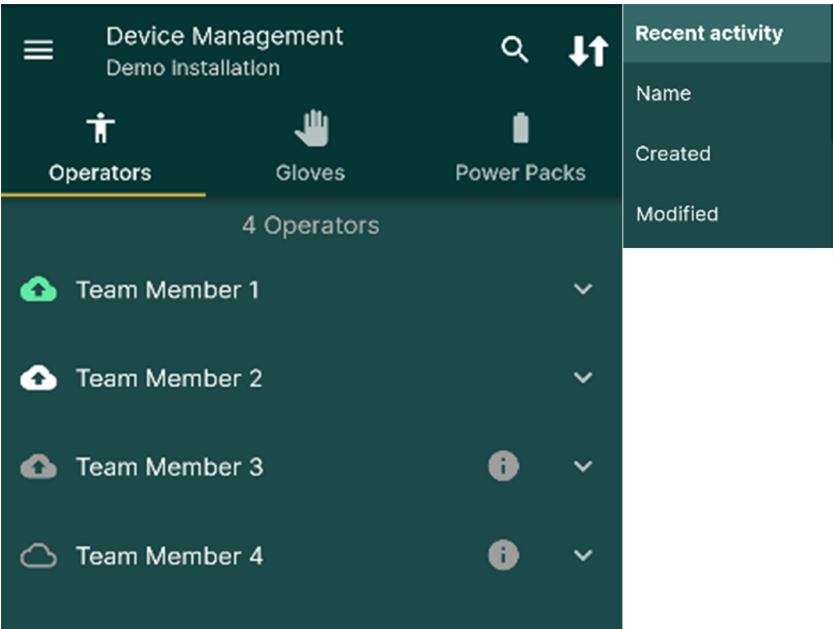 Device Management
Demo Installation
Operators
Gloves
Power Packs
4 Operators
Team Member 1
Team Member 2
Team Member 3
Team Member 4
Recent activity
Name
Created
Modified